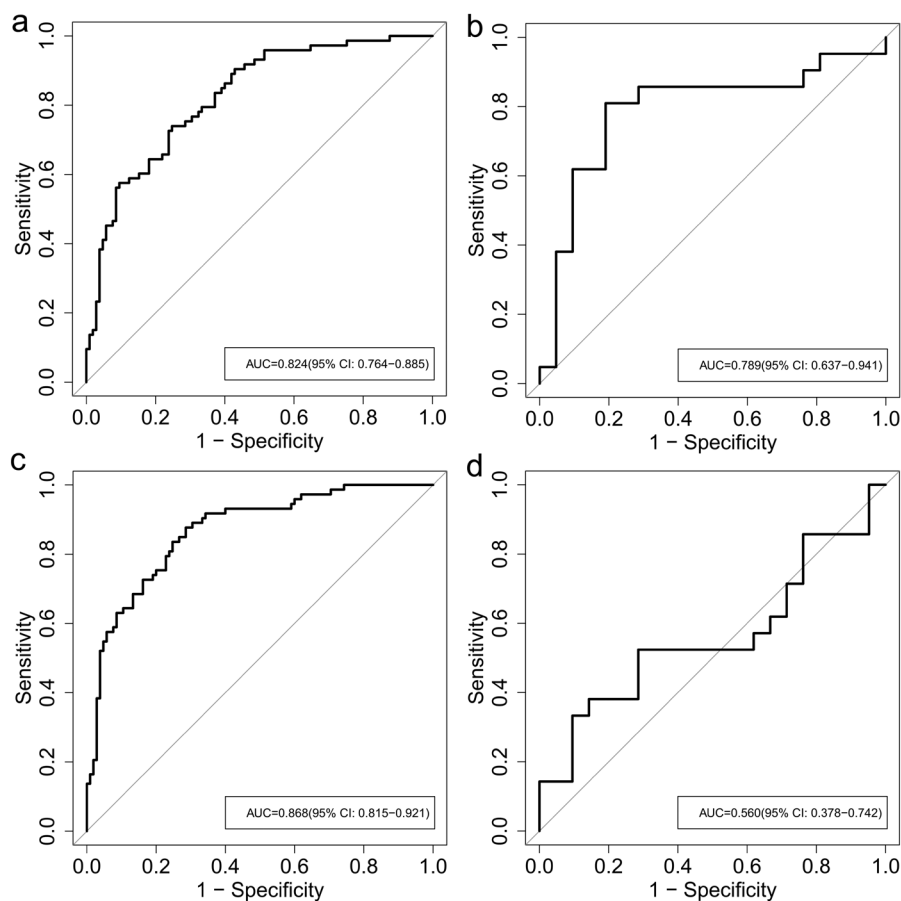 a
1.0
0.8
0.6
0.4
0.2
0.0
Sensitivity
AUC=0.824(95% CI: 0.764−0.885)
0.0 0.2 0.4 0.6 0.8 1.0
1 − Specificity
b
1.0
0.8
0.6
0.4
0.2
0.0
Sensitivity
AUC=0.789(95% CI: 0.637−0.941)
0.0 0.2 0.4 0.6 0.8 1.0
1 − Specificity
c
1.0
0.8
0.6
0.4
0.2
0.0
Sensitivity
AUC=0.868(95% CI: 0.815−0.921)
0.0 0.2 0.4 0.6 0.8 1.0
1 − Specificity
d
1.0
0.8
0.6
0.4
0.2
0.0
Sensitivity
AUC=0.560(95% CI: 0.378−0.742)
0.0 0.2 0.4 0.6 0.8 1.0
1 − Specificity